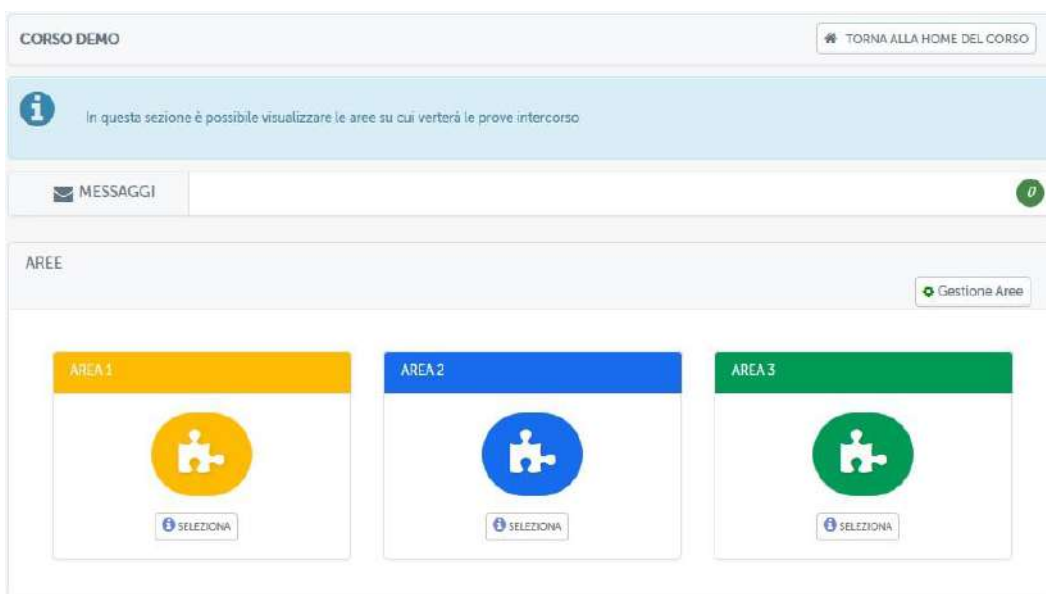 CORSO DEMO
TORNA ALLA HOME DEL CORSO
In questa sezione è possibile visualizzare le aree su cui verterà le prove intercorso
MESSAGGI
0
AREE
Gestione Aree
AREA 1
AREA 2
AREA 3
SELEZIONA
SELEZIONA
SELEZIONA